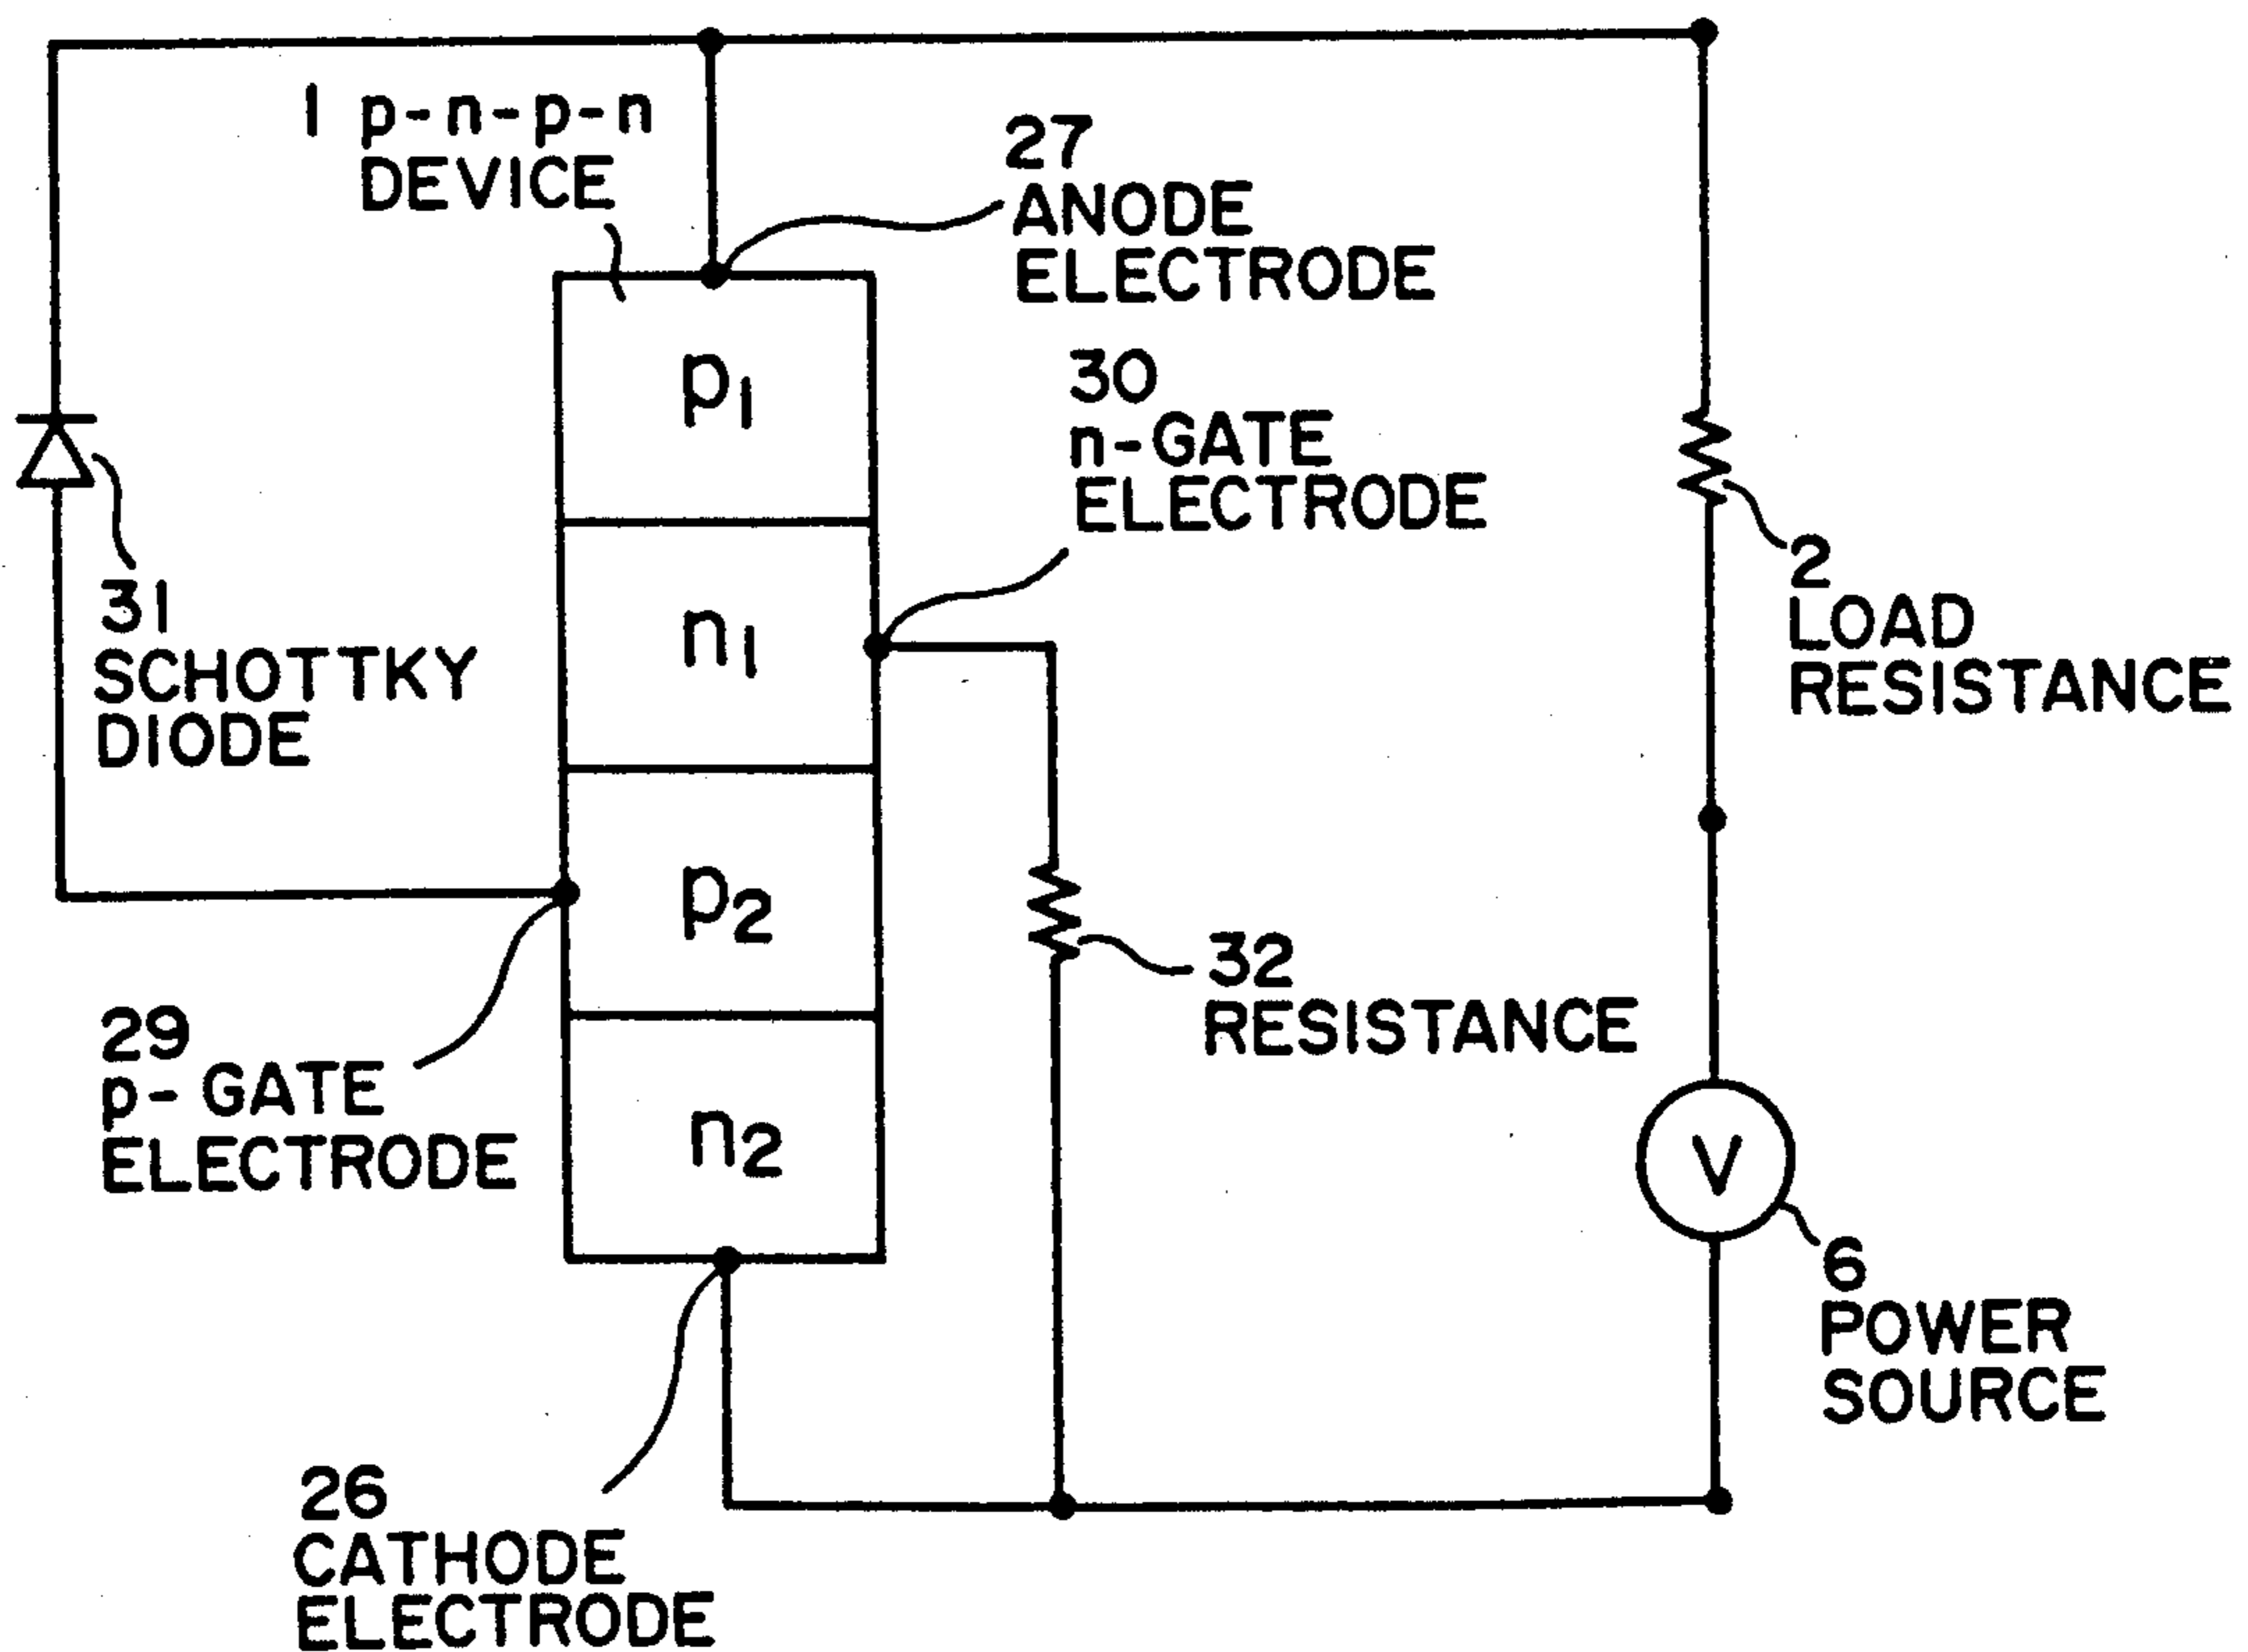 1 p-n-p-n
DEVICE
27
ANODE
ELECTRODE
p1
30
n-GATE
ELECTRODE
n1
31
SCHOTTKY
DIODE
2
LOAD
RESISTANCE
p2
32
RESISTANCE
29
p-GATE
ELECTRODE
n2
V
6
POWER
SOURCE
26
CATHODE
ELECTRODE